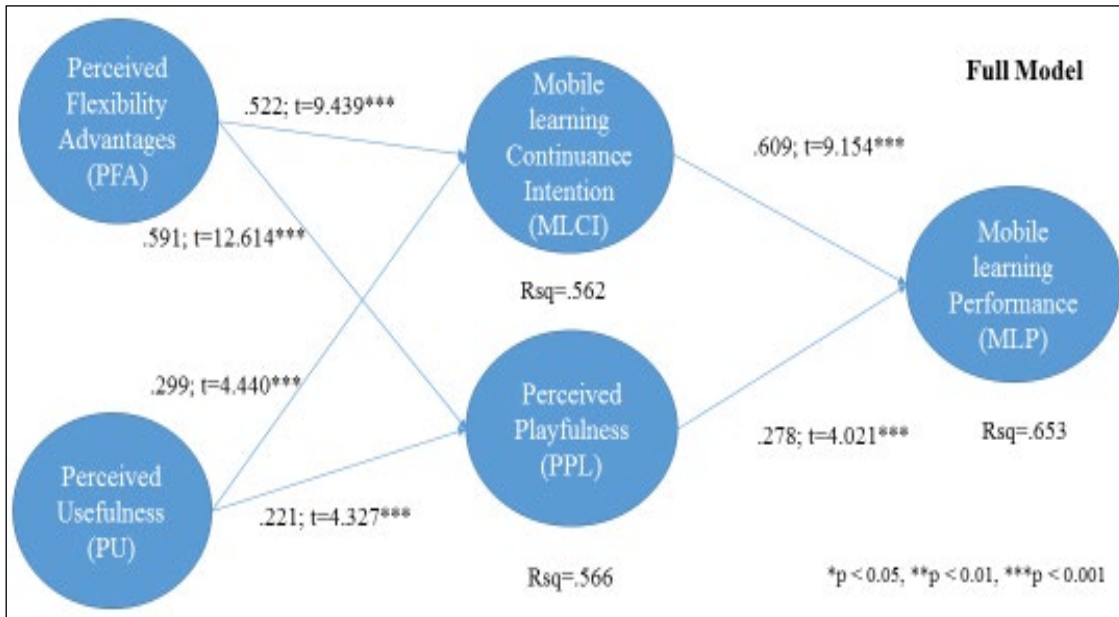 Perceived
Flexibility
Advantages
(PFA)
.522; t=9.439***
Mobile
learning
Continuance
Intention
(MLCI)
Full Model
.609; t=9.154***
.591; t=12.614***
Rsq=.562
Mobile
learning
Performance
(MLP)
.299; t=4.440***
Perceived
Usefulness
(PU)
Perceived
Playfulness
(PPL)
.278; t=4.021***
Rsq=.653
.221; t=4.327***
Rsq=.566
*p < 0.05, **p < 0.01, ***p < 0.001